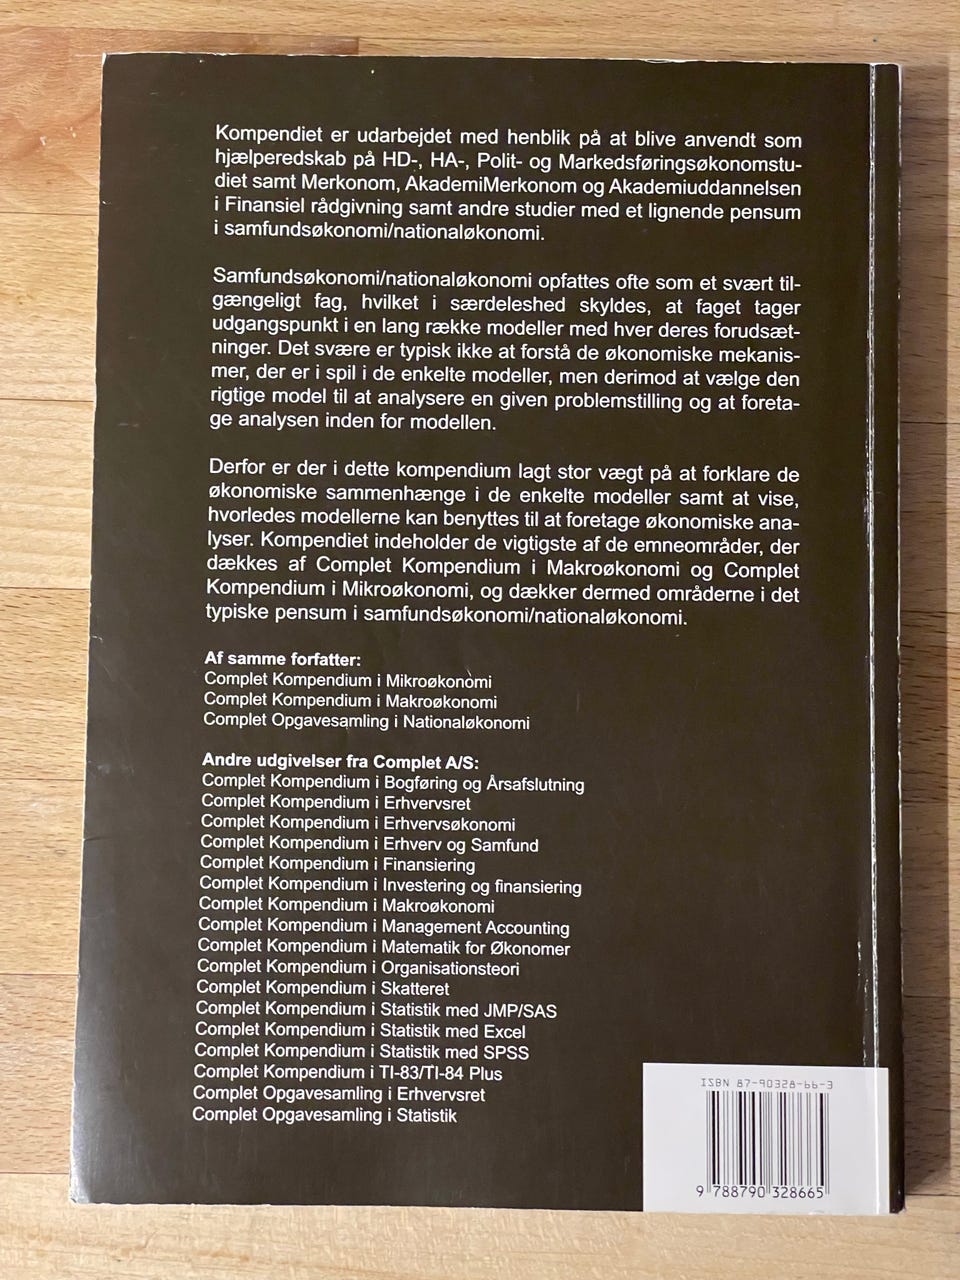 Kompendiet er udarbejdet med henblik på at blive anvendt som
hjælperedskab på HD-, HA-, Polit- og Markedsføringsøkonomstu-
diet samt Merkonom, AkademiMerkonom og Akademiuddannelsen
i Finansiel rådgivning samt andre studier med et lignende pensum
i samfundsøkonomi/nationaløkonomi.
Samfundsøkonomi/nationaløkonomi opfattes ofte som et svært til-
gængeligt fag, hvilket i særdeleshed skyldes, at faget tager
udgangspunkt i en lang række modeller med hver deres forudsæt-
ninger. Det svære er typisk ikke at forstå de økonomiske mekanis-
mer, der er i spil i de enkelte modeller, men derimod at vælge den
rigtige model til at analysere en given problemstilling og at foreta-
ge analysen inden for modellen.
Derfor er der i dette kompendium lagt stor vægt på at forklare de
økonomiske sammenhænge i de enkelte modeller samt at vise,
hvorledes modellerne kan benyttes til at foretage økonomiske ana-
lyser. Kompendiet indeholder de vigtigste af de emneområder, der
dækkes af Complet Kompendium i Makroøkonomi og Complet
Kompendium i Mikroøkonomi, og dækker dermed områderne i det
typiske pensum i samfundsøkonomi/nationaløkonomi.
Af samme forfatter:
Complet Kompendium i Mikroøkonomi
Complet Kompendium i Makroøkonomi
Complet Opgavesamling i Nationaløkonomi
Andre udgivelser fra Complet A/S:
Complet Kompendium i Bogføring og Årsafslutning
Complet Kompendium i Erhvervsret
Complet Kompendium i Erhvervsøkonomi
Complet Kompendium i Erhverv og Samfund
Complet Kompendium i Finansiering
Complet Kompendium i Investering og finansiering
Complet Kompendium i Makroøkonomi
Complet Kompendium i Management Accounting
Complet Kompendium i Matematik for Økonomer
Complet Kompendium i Organisationsteori
Complet Kompendium i Skatteret
Complet Kompendium i Statistik med JMP/SAS
Complet Kompendium i Statistik med Excel
Complet Kompendium i Statistik med SPSS
Complet Kompendium i TI-83/TI-84 Plus
Complet Opgavesamling i Erhvervsret
Complet Opgavesamling i Statistik
ISBN 87-90328-66-3
9 788790 328665